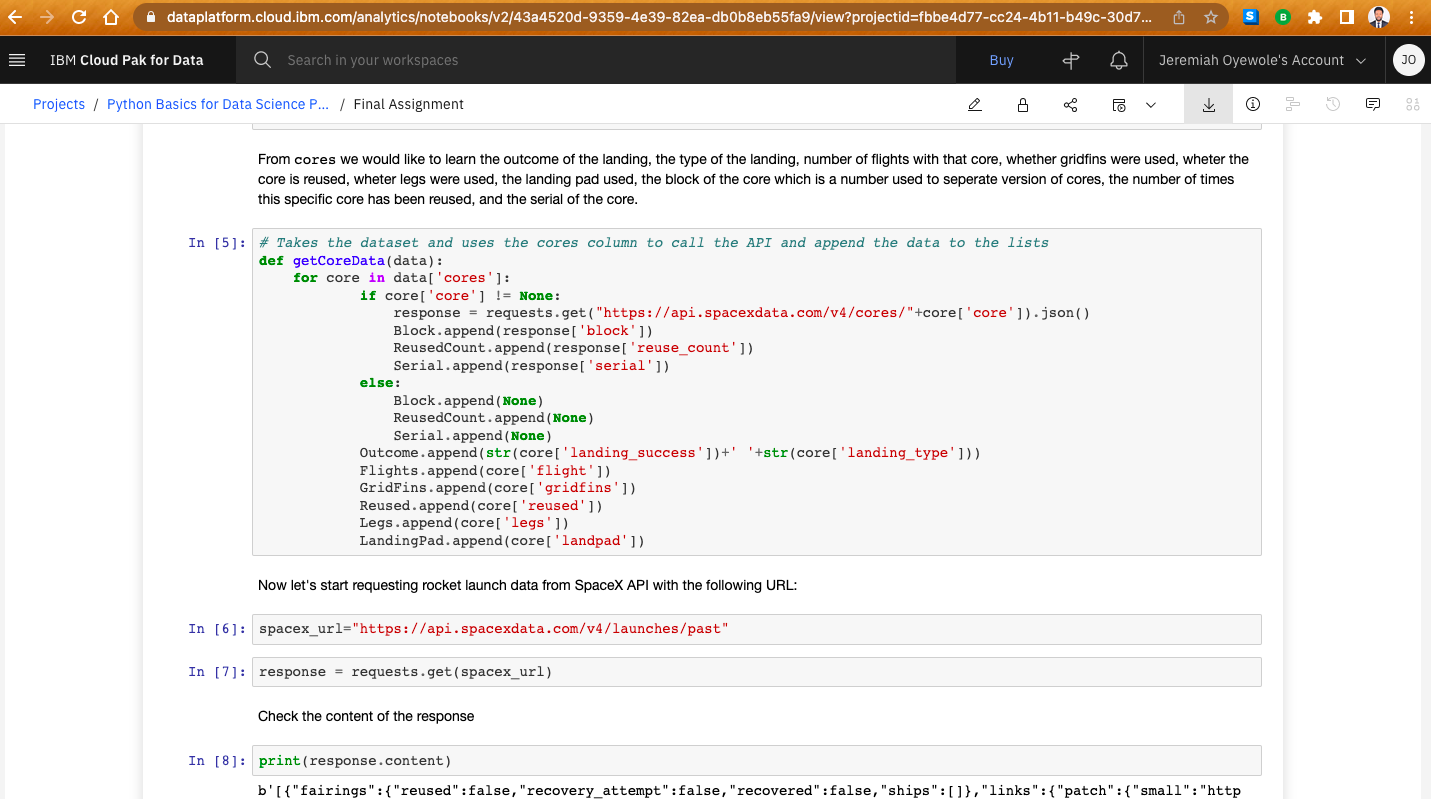 dataplatform.cloud.ibm.com/analytics/notebooks/v2/43a4520d-9359-4e39-82ea-db0b8eb55fa9/view?projectid=fbbe4d77-cc24-4b11-b49c-30d7...
S
B
IBM Cloud Pak for Data
Search in your workspaces
Buy
Jeremiah Oyewole's Account
JO
Projects / Python Basics for Data Science P... / Final Assignment
From cores we would like to learn the outcome of the landing, the type of the landing, number of flights with that core, whether gridfins were used, wheter the
core is reused, wheter legs were used, the landing pad used, the block of the core which is a number used to seperate version of cores, the number of times
this specific core has been reused, and the serial of the core.
In [5]: # Takes the dataset and uses the cores column to call the API and append the data to the lists
def getCoreData(data):
    for core in data['cores']:
            if core['core'] != None:
                response = requests.get("https://api.spacexdata.com/v4/cores/"+core['core']).json()
                Block.append(response['block'])
                ReusedCount.append(response['reuse_count'])
                Serial.append(response['serial'])
            else:
                Block.append(None)
                ReusedCount.append(None)
                Serial.append(None)
            Outcome.append(str(core['landing_success'])+' '+str(core['landing_type']))
            Flights.append(core['flight'])
            GridFins.append(core['gridfins'])
            Reused.append(core['reused'])
            Legs.append(core['legs'])
            LandingPad.append(core['landpad'])
Now let's start requesting rocket launch data from SpaceX API with the following URL:
In [6]: spacex_url="https://api.spacexdata.com/v4/launches/past"
In [7]: response = requests.get(spacex_url)
Check the content of the response
In [8]: print(response.content)
b'[{"fairings":{"reused":false,"recovery_attempt":false,"recovered":false,"ships":[]},"links":{"patch":{"small":"http